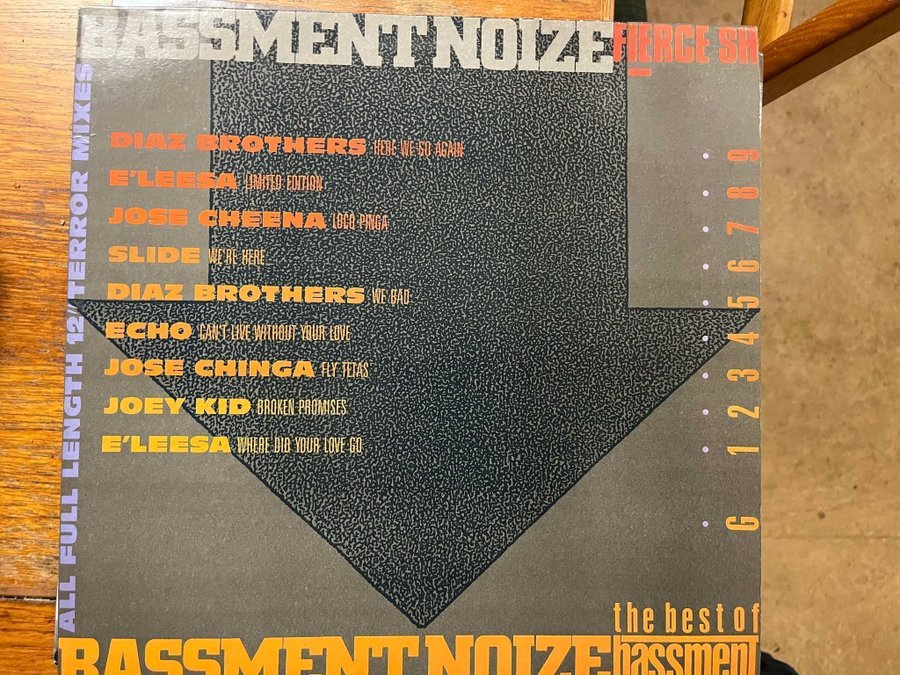 BASSMENT NOIZE
FIERCE SH
DIAZ BROTHERS HERE WE GO AGAIN
E'LEESA LIMITED EDITION
JOSE CHEENA LOCO PINGA
SLIDE WE'RE HERE
DIAZ BROTHERS WE BAD
ECHO CAN'T LIVE WITHOUT YOUR LOVE
JOSE CHINGA FLY TETAS
JOEY KID BROKEN PROMISES
E'LEESA WHERE DID YOUR LOVE GO
ALL FULL LENGTH 12" TERROR MIXES
G 1 2 3 4 5 6 7 8 9
the best of
BASSMENT NOIZE
bassment